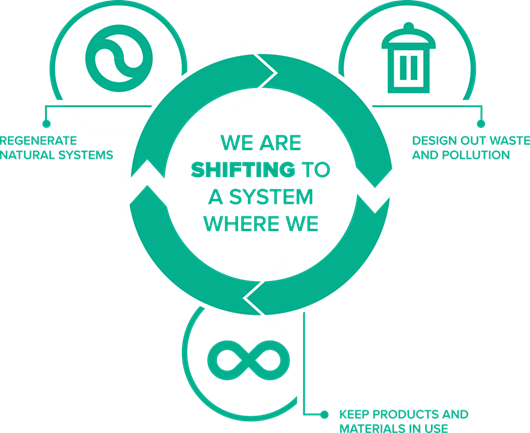 REGENERATE
NATURAL SYSTEMS
DESIGN OUT WASTE
AND POLLUTION
WE ARE
SHIFTING TO
A SYSTEM
WHERE WE
KEEP PRODUCTS AND
MATERIALS IN USE